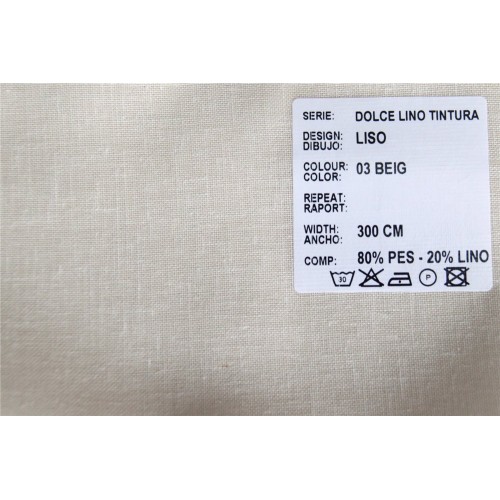 SERIE: DOLCE LINO TINTURA
DESIGN:
DIBUJO: LISO
COLOUR:
COLOR: 03 BEIG
REPEAT:
RAPORT:
WIDTH:
ANCHO: 300 CM
COMP: 80% PES - 20% LINO
30 P